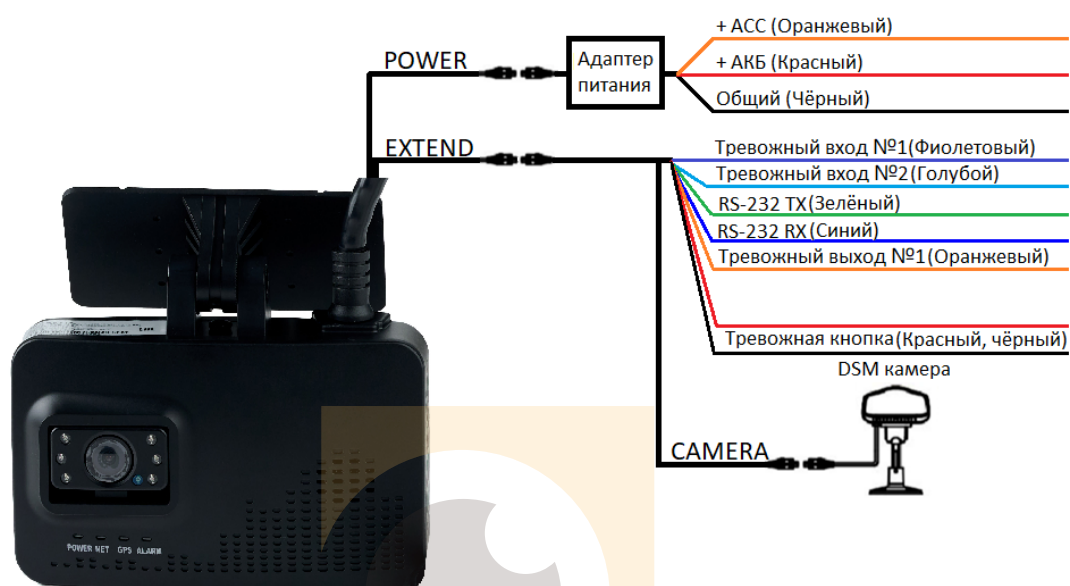 + ACC (Оранжевый)
POWER
Адаптер
питания
+ АКБ (Красный)
Общий (Чёрный)
EXTEND
Тревожный вход №1(Фиолетовый)
Тревожный вход №2(Голубой)
RS-232 TX(Зелёный)
RS-232 RX(Синий)
Тревожный выход №1(Оранжевый)
Тревожная кнопка(Красный, чёрный)
DSM камера
CAMERA
POWER NET GPS ALARM